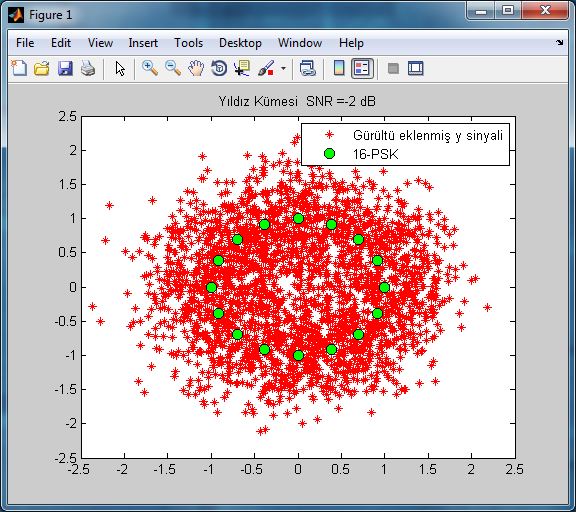 Figure 1
File Edit View Insert Tools Desktop Window Help
Yıldız Kümesi SNR =-2 dB
Gürültü eklenmiş y sinyali
16-PSK
2.5
2
1.5
1
0.5
0
-0.5
-1
-1.5
-2
-2.5
-2.5 -2 -1.5 -1 -0.5 0 0.5 1 1.5 2 2.5